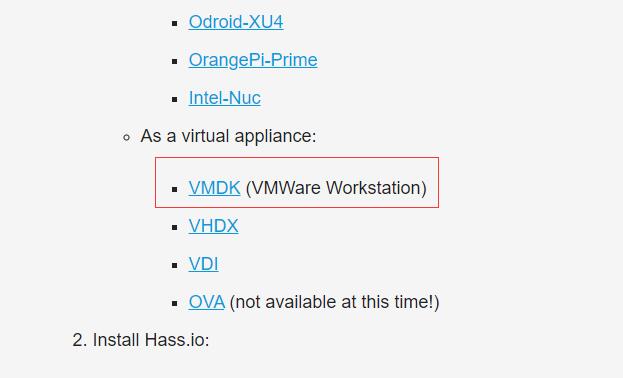 Odroid-XU4
OrangePi-Prime
Intel-Nuc
As a virtual appliance:
VMDK (VMWare Workstation)
VHDX
VDI
OVA (not available at this time!)
2. Install Hass.io: